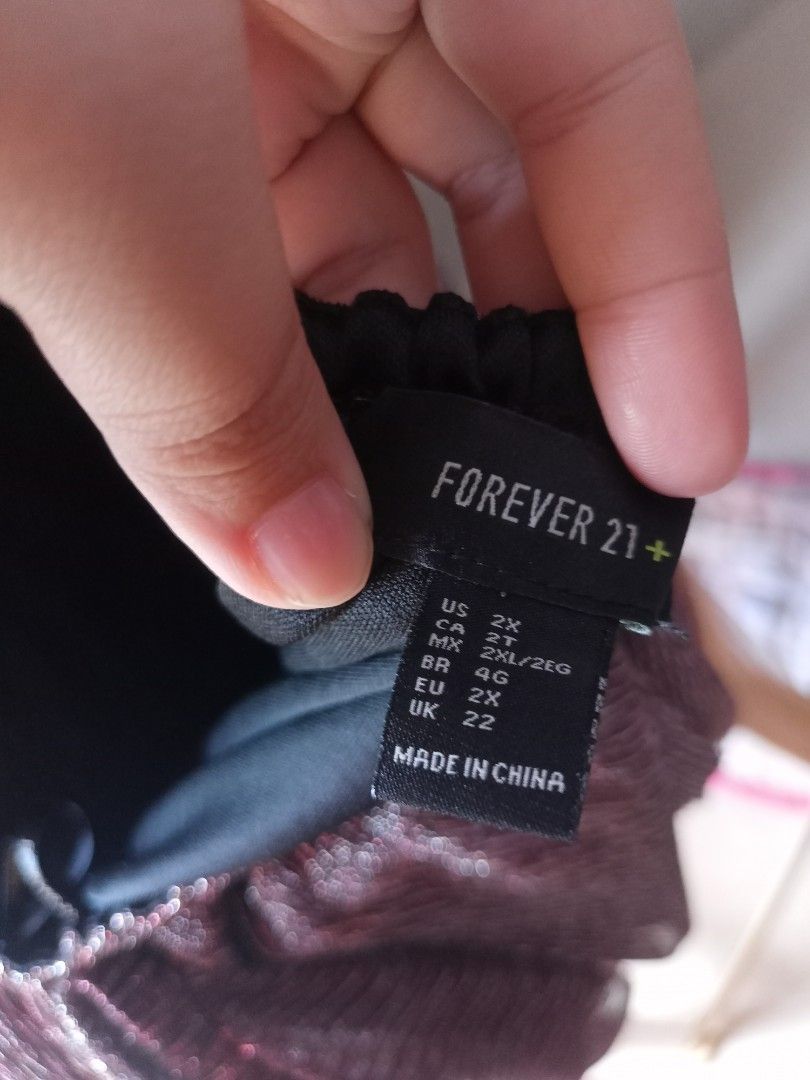 FOREVER 21+
US 2X
CA 2T
MX 2XL/2EG
BR 4G
EU 2X
UK 22
MADE IN CHINA